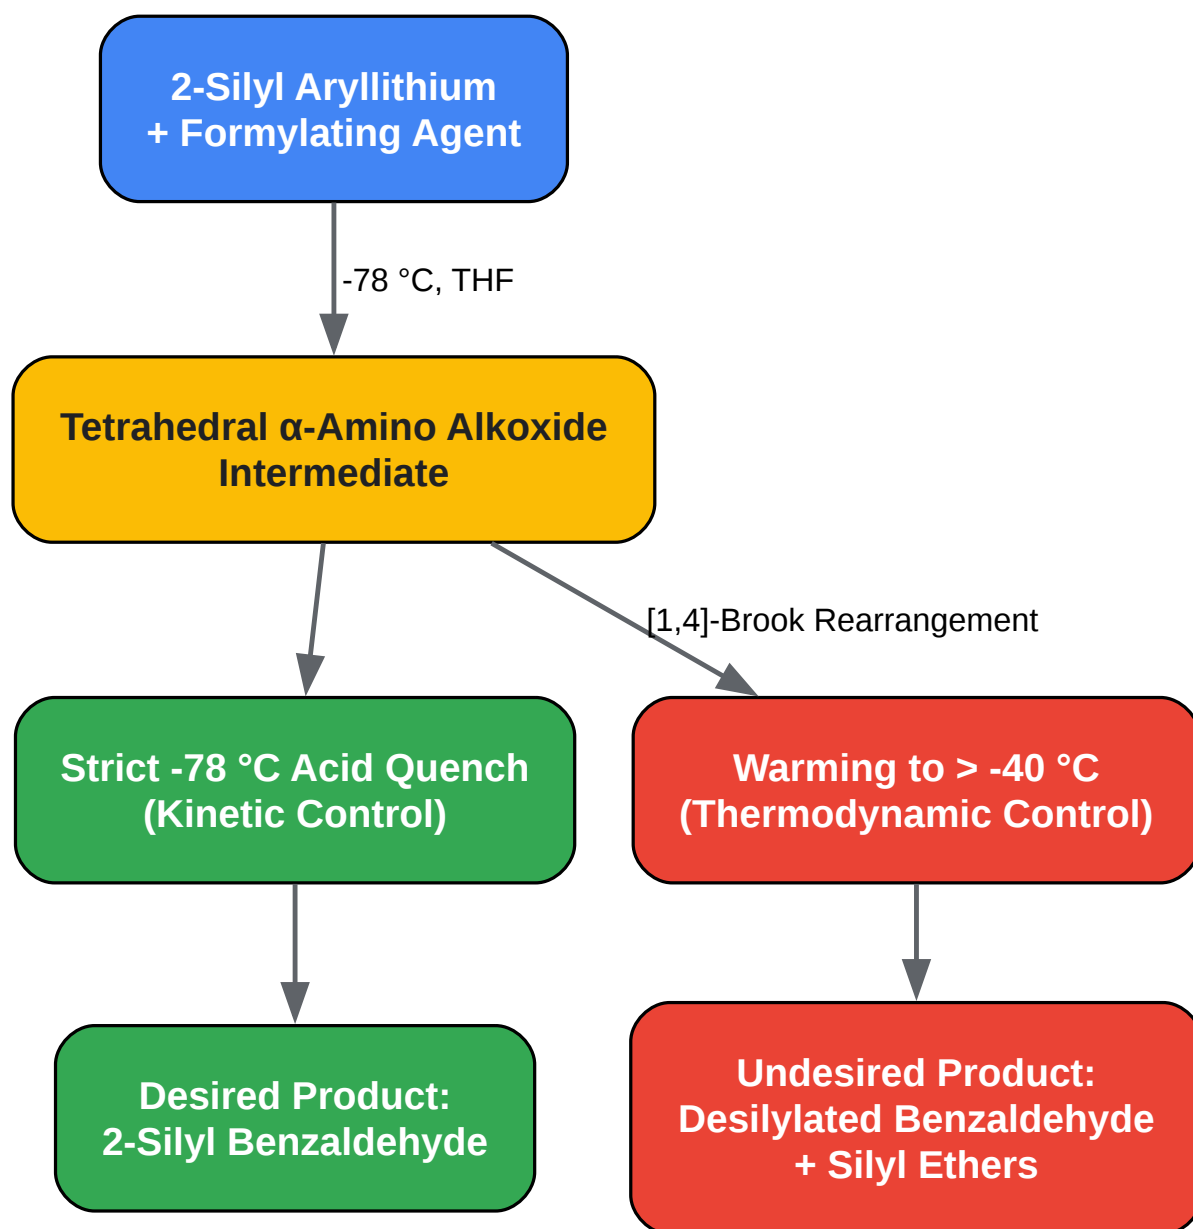 2-Silyl Aryllithium
+ Formylating Agent
-78 °C, THF
Tetrahedral α-Amino Alkoxide
Intermediate
[1,4]-Brook Rearrangement
Strict -78 °C Acid Quench
(Kinetic Control)
Warming to > -40 °C
(Thermodynamic Control)
Desired Product:
2-Silyl Benzaldehyde
Undesired Product:
Desilylated Benzaldehyde
+ Silyl Ethers